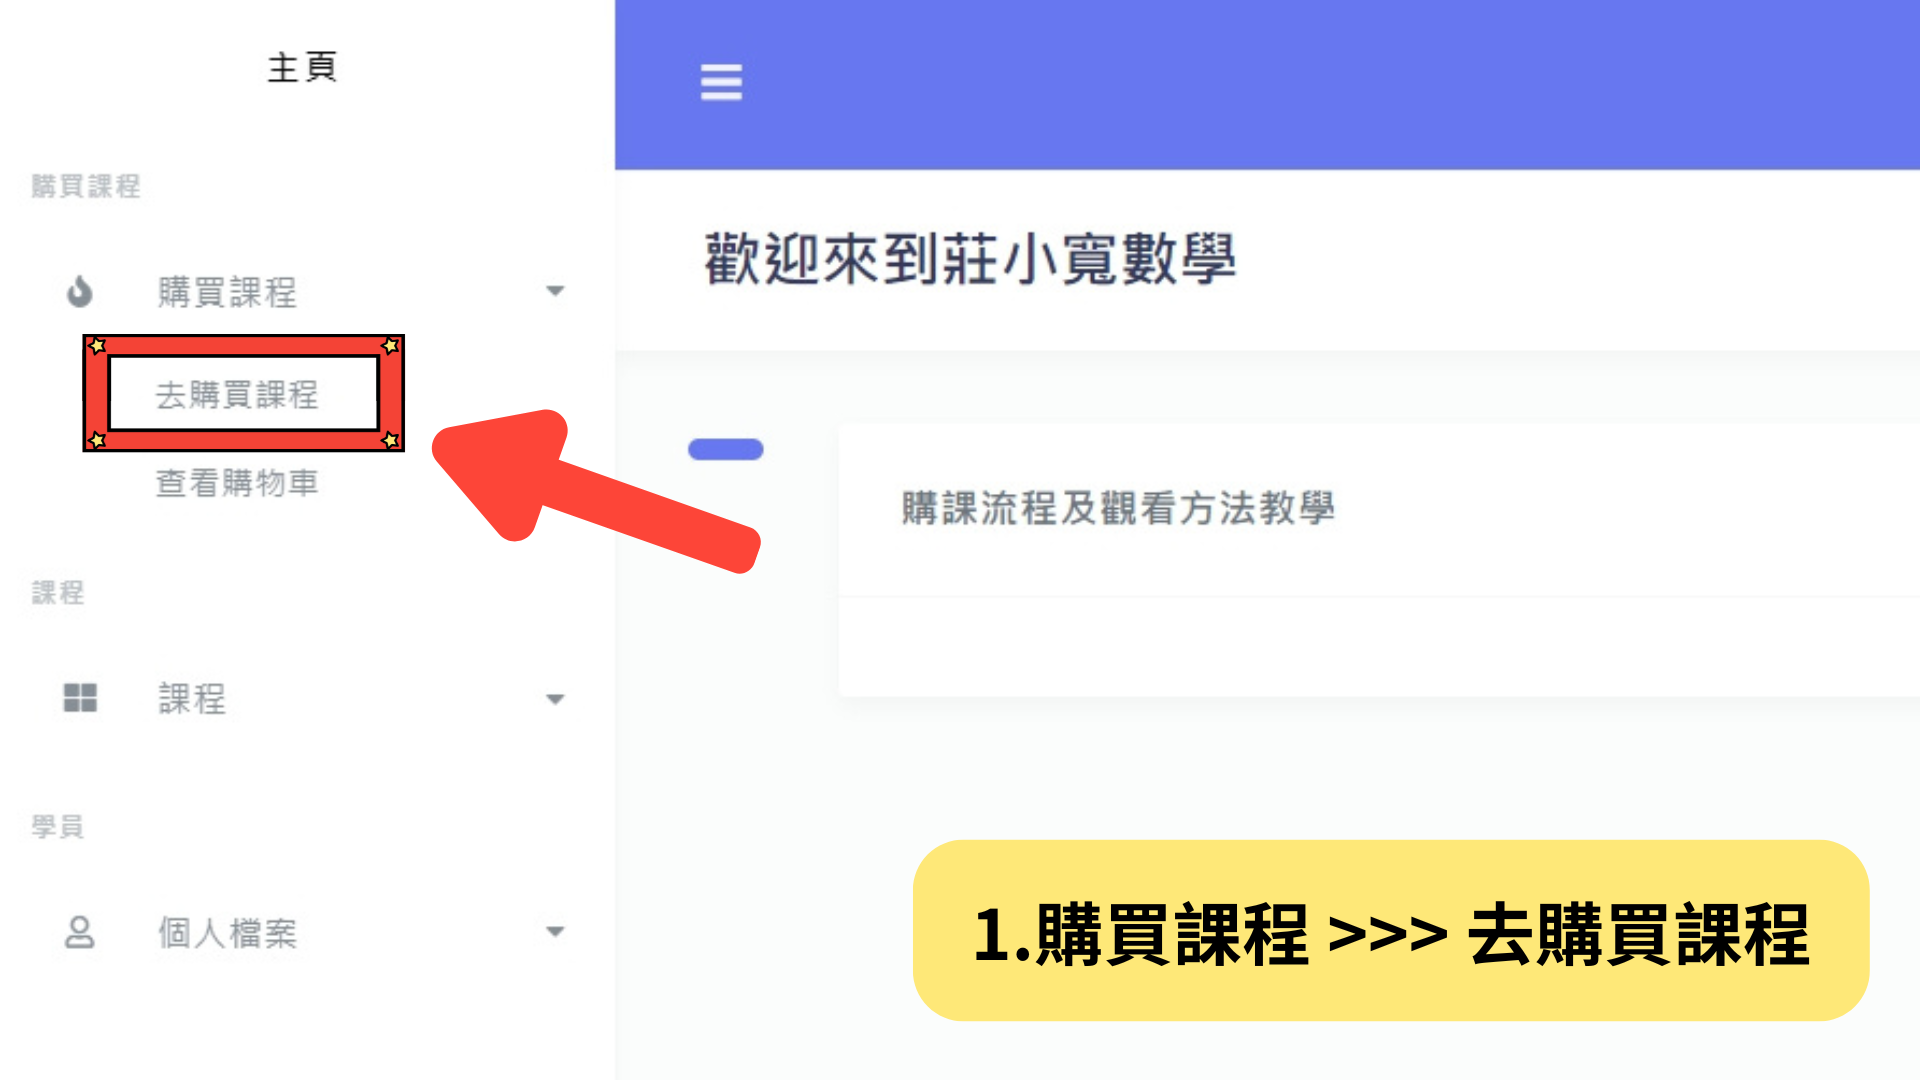 主頁
購買課程
購買課程
去購買課程
查看購物車
課程
課程
學員
個人檔案
歡迎來到莊小寬數學
購課流程及觀看方法教學
1.購買課程 >>> 去購買課程